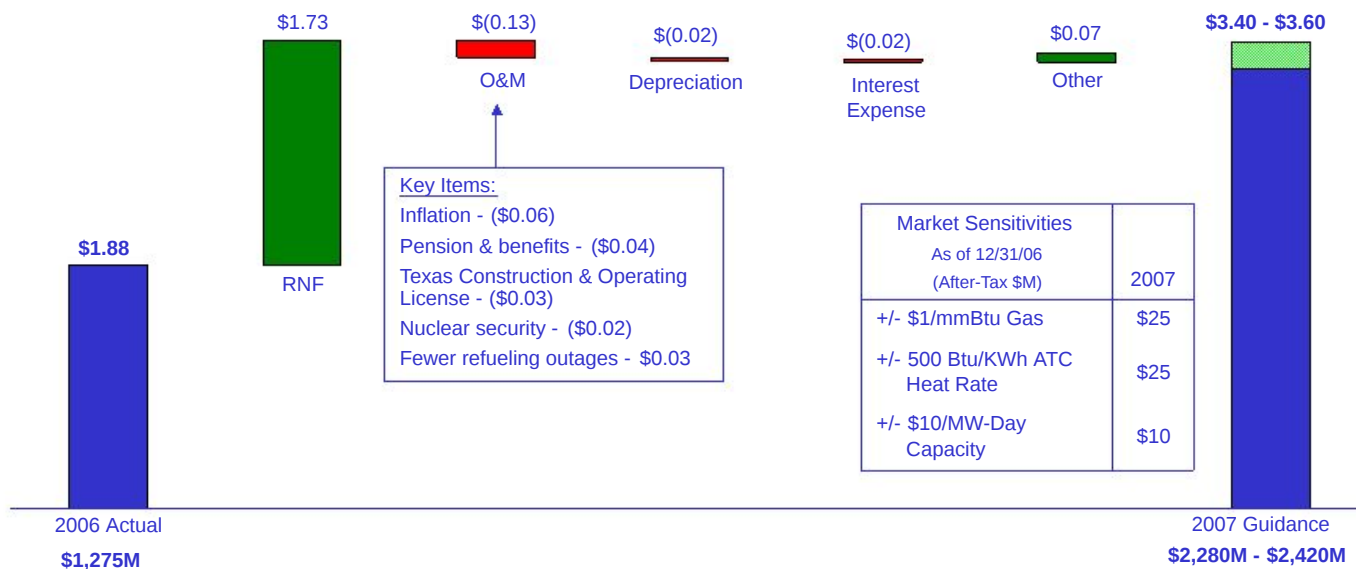 $1.73
$(0.13)
$(0.02)
$(0.02)
$0.07
$3.40 - $3.60
O&M
Depreciation
Interest
Expense
Other
Key Items:
Inflation - ($0.06)
Pension & benefits - ($0.04)
Texas Construction & Operating
License - ($0.03)
Nuclear security - ($0.02)
Fewer refueling outages - $0.03
$1.88
RNF
Market Sensitivities
As of 12/31/06
(After-Tax $M)
2007
+/- $1/mmBtu Gas
$25
+/- 500 Btu/KWh ATC
Heat Rate
$25
+/- $10/MW-Day
Capacity
$10
2006 Actual
$1,275M
2007 Guidance
$2,280M - $2,420M